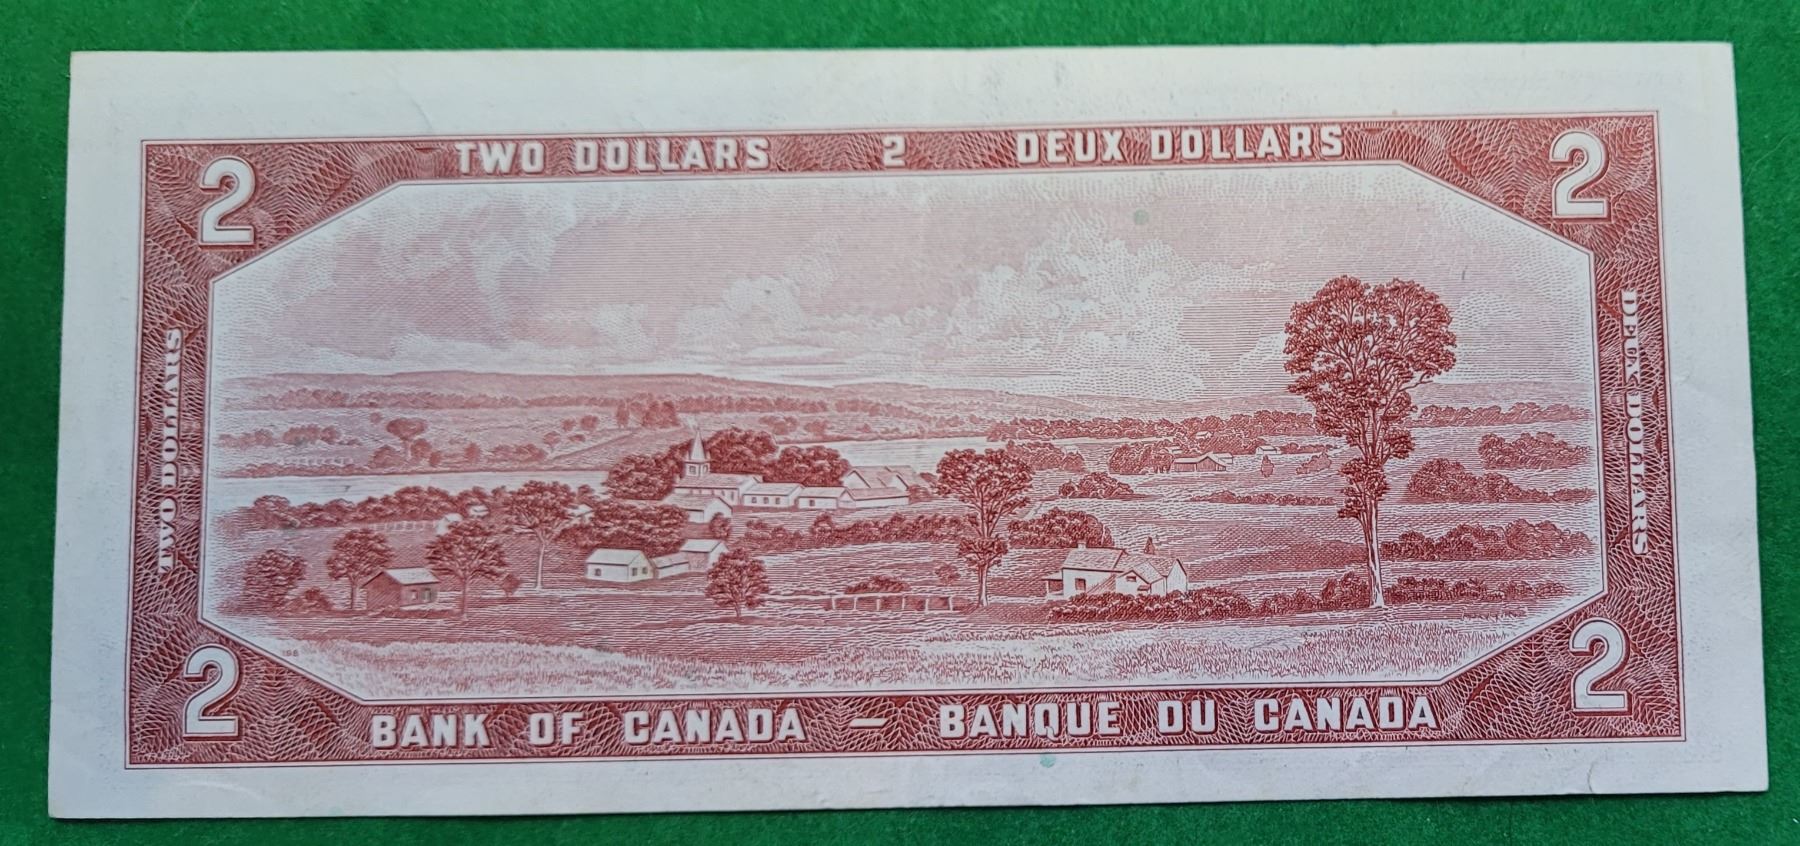 2 TWO DOLLARS 2 DEUX DOLLARS 2
TWO DOLLARS
DEUX DOLLARS
2 BANK OF CANADA — BANQUE DU CANADA 2